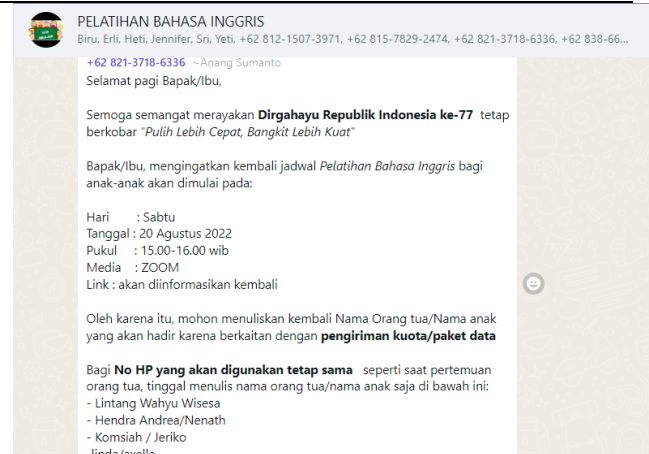 PELATIHAN BAHASA INGGRIS
Biru, Erli, Heti, Jennifer, Sri, Yeti, +62 812-1507-3971, +62 815-7829-2474, +62 821-3718-6336, +62 838-66...
+62 821-3718-6336 ~Anang Sumanto
Selamat pagi Bapak/Ibu,
Semoga semangat merayakan Dirgahayu Republik Indonesia ke-77 tetap
berkobar "Pulih Lebih Cepat, Bangkit Lebih Kuat"
Bapak/Ibu, mengingatkan kembali jadwal Pelatihan Bahasa Inggris bagi
anak-anak akan dimulai pada:
Hari : Sabtu
Tanggal : 20 Agustus 2022
Pukul : 15.00-16.00 wib
Media : ZOOM
Link : akan diinformasikan kembali
Oleh karena itu, mohon menuliskan kembali Nama Orang tua/Nama anak
yang akan hadir karena berkaitan dengan pengiriman kuota/paket data
Bagi No HP yang akan digunakan tetap sama seperti saat pertemuan
orang tua, tinggal menulis nama orang tua/nama anak saja di bawah ini:
- Lintang Wahyu Wisesa
- Hendra Andrea/Nenath
- Komsiah / Jeriko